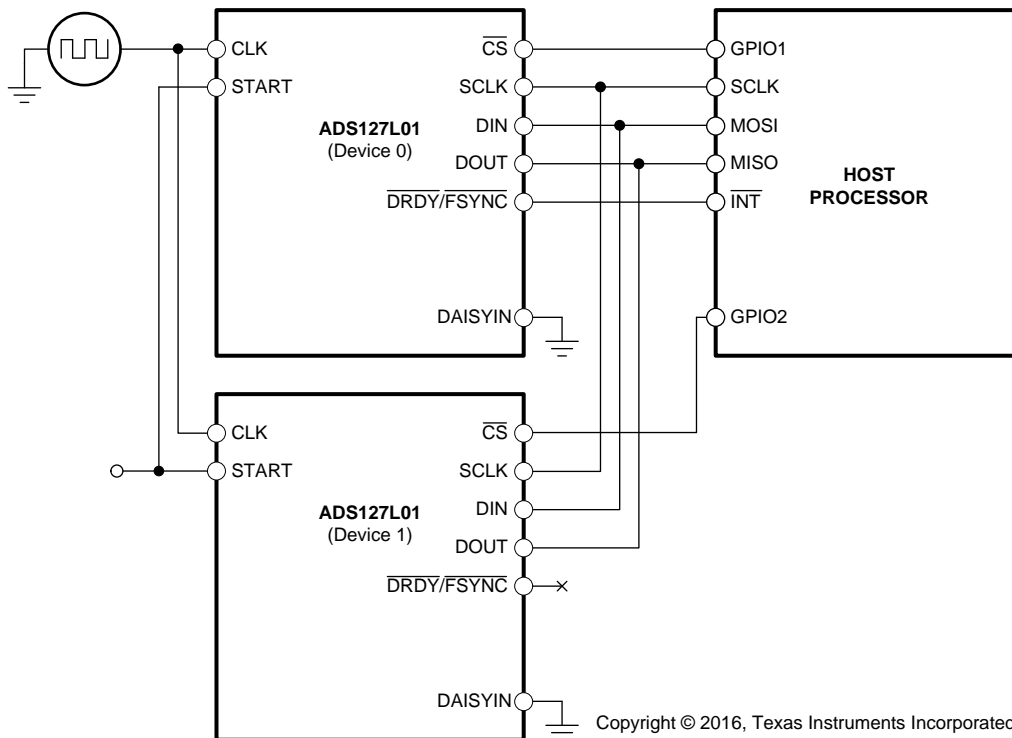 CLK
START
ADS127L01
(Device 0)
CS
SCLK
DIN
DOUT
DRDY/FSYNC
DAISYIN
GPIO1
SCLK
MOSI
MISO
INT
GPIO2
HOST
PROCESSOR
CLK
START
ADS127L01
(Device 1)
CS
SCLK
DIN
DOUT
DRDY/FSYNC
DAISYIN
Copyright © 2016, Texas Instruments Incorporated